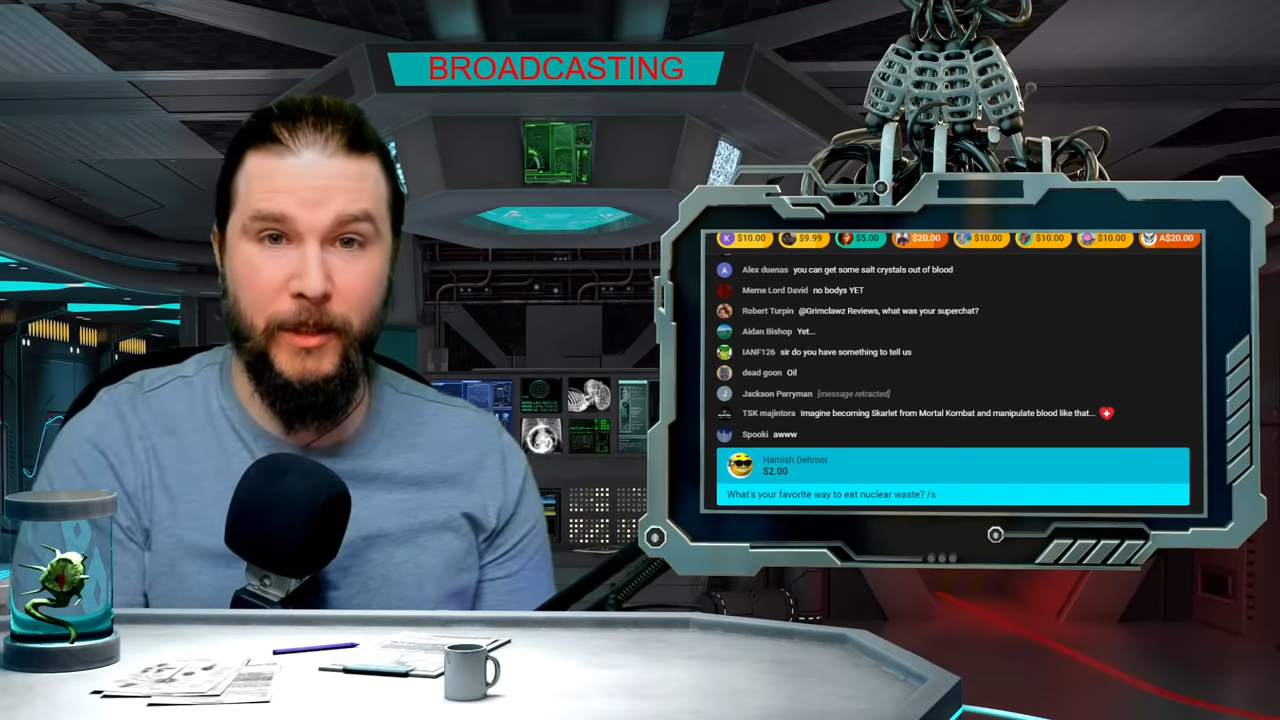 BROADCASTING
K $10.00 $9.99 $5.00 $20.00 $10.00 $10.00 $10.00 A$20.00
A Alex duenas you can get some salt crystals out of blood
Meme Lord David no bodys YET
Robert Turpin @Grimclawz Reviews, what was your superchat?
Aidan Bishop Yet...
IANF126 sir do you have something to tell us
dead goon Oil
J Jackson Perryman [message retracted]
TSK majintora Imagine becoming Skarlet from Mortal Kombat and manipulate blood like that...
Spooki awww
Hamish Dehmer
$2.00
What's your favorite way to eat nuclear waste? /s